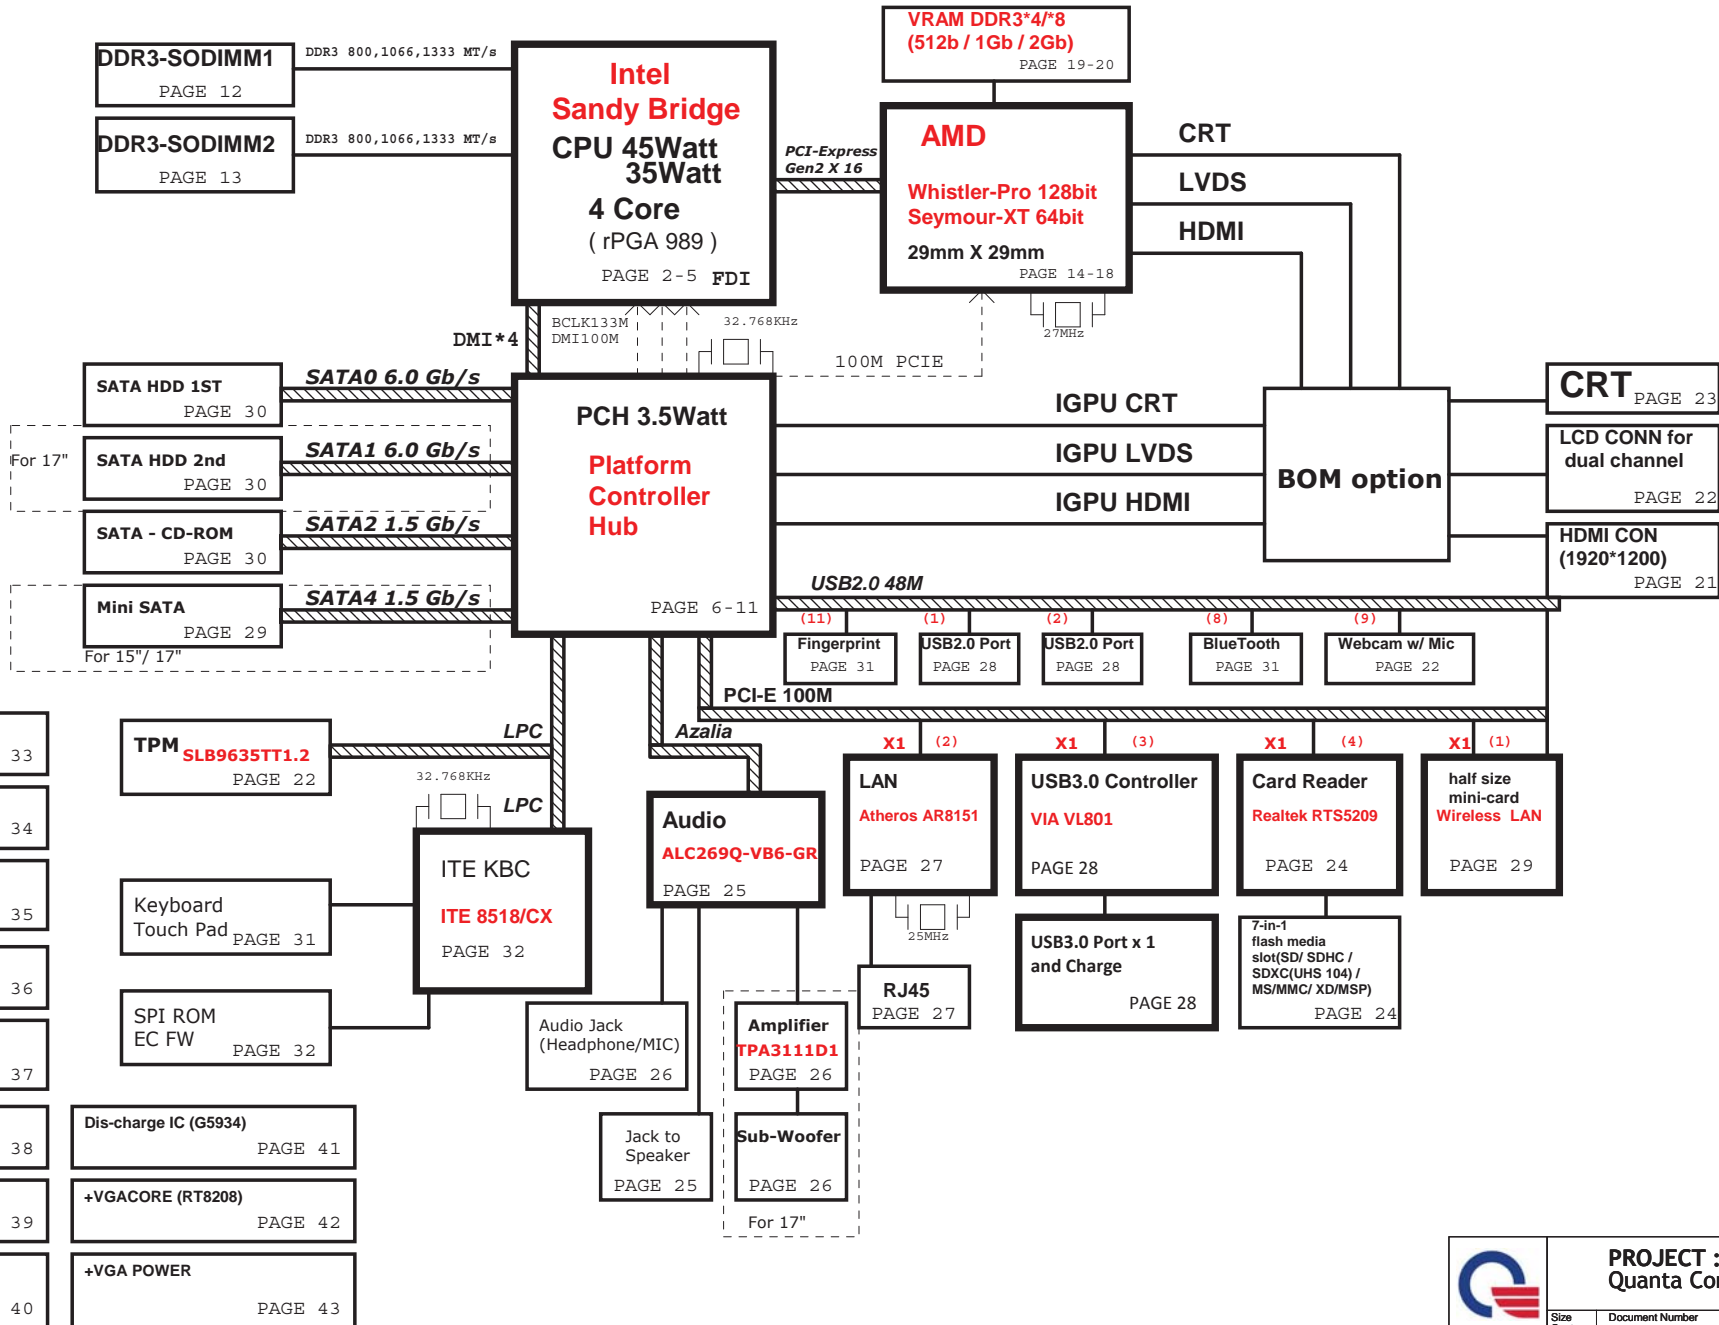 VRAM DDR3*4/*8
(512b / 1Gb / 2Gb)
PAGE 19-20
DDR3-SODIMM1
PAGE 12
DDR3 800,1066,1333 MT/s
DDR3-SODIMM2
PAGE 13
DDR3 800,1066,1333 MT/s
Intel
Sandy Bridge
CPU 45Watt
35Watt
4 Core
( rPGA 989 )
PAGE 2-5
FDI
PCI-Express
Gen2 X 16
AMD
Whistler-Pro 128bit
Seymour-XT 64bit
29mm X 29mm
PAGE 14-18
CRT
LVDS
HDMI
27MHz
DMI*4
BCLK133M
DMI100M
32.768KHz
100M PCIE
SATA HDD 1ST
PAGE 30
SATA0 6.0 Gb/s
For 17"
SATA HDD 2nd
PAGE 30
SATA1 6.0 Gb/s
SATA - CD-ROM
PAGE 30
SATA2 1.5 Gb/s
Mini SATA
PAGE 29
SATA4 1.5 Gb/s
For 15"/ 17"
PCH 3.5Watt
Platform
Controller
Hub
PAGE 6-11
IGPU CRT
IGPU LVDS
IGPU HDMI
BOM option
CRT
PAGE 23
LCD CONN for
dual channel
PAGE 22
HDMI CON
(1920*1200)
PAGE 21
USB2.0 48M
(11)
Fingerprint
PAGE 31
(1)
USB2.0 Port
PAGE 28
(2)
USB2.0 Port
PAGE 28
(8)
BlueTooth
PAGE 31
(9)
Webcam w/ Mic
PAGE 22
PCI-E 100M
TPM SLB9635TT1.2
PAGE 22
LPC
32.768KHz
LPC
Azalia
ITE KBC
ITE 8518/CX
PAGE 32
Keyboard
Touch Pad
PAGE 31
SPI ROM
EC FW
PAGE 32
Audio
ALC269Q-VB6-GR
PAGE 25
X1 (2)
LAN
Atheros AR8151
PAGE 27
25MHz
RJ45
PAGE 27
X1 (3)
USB3.0 Controller
VIA VL801
PAGE 28
USB3.0 Port x 1
and Charge
PAGE 28
X1 (4)
Card Reader
Realtek RTS5209
PAGE 24
7-in-1
flash media
slot(SD/ SDHC /
SDXC(UHS 104) /
MS/MMC/ XD/MSP)
PAGE 24
X1 (1)
half size
mini-card
Wireless LAN
PAGE 29
Audio Jack
(Headphone/MIC)
PAGE 26
Jack to
Speaker
PAGE 25
Amplifier
TPA3111D1
PAGE 26
Sub-Woofer
PAGE 26
For 17"
33
34
35
36
37
38
39
40
Dis-charge IC (G5934)
PAGE 41
+VGACORE (RT8208)
PAGE 42
+VGA POWER
PAGE 43
PROJECT :
Quanta Co
Size
Document Number